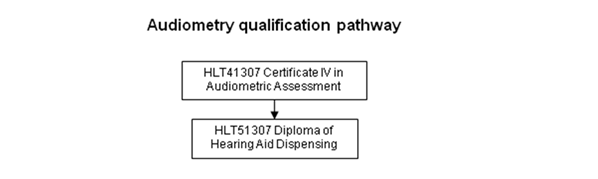 Audiometry qualification pathway
HLT41307 Certificate IV in
Audiometric Assessment
HLT51307 Diploma of
Hearing Aid Dispensing